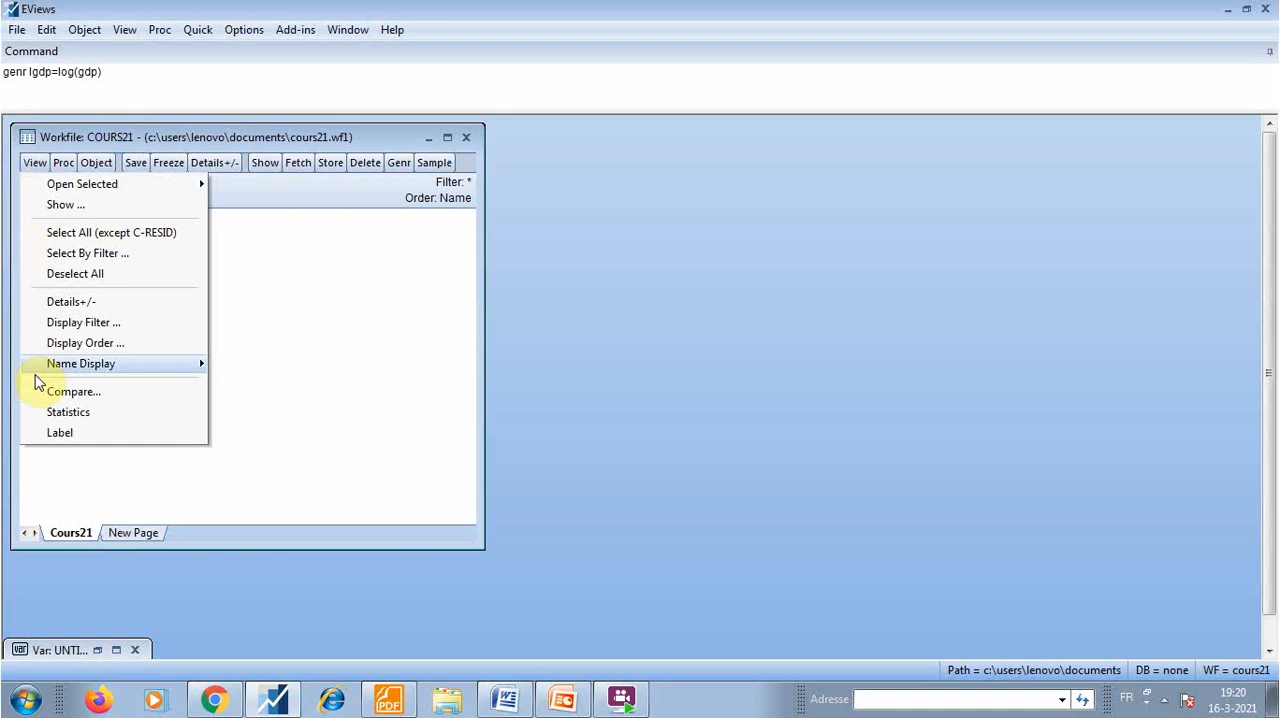 EViews
File Edit Object View Proc Quick Options Add-ins Window Help
Command
genr lgdp=log(gdp)
Workfile: COURS21 - (c:\users\lenovo\documents\cours21.wf1)
View Proc Object Save Freeze Details+/- Show Fetch Store Delete Genr Sample
Filter: *
Order: Name
Open Selected
Show ...
Select All (except C-RESID)
Select By Filter ...
Deselect All
Details+/-
Display Filter ...
Display Order ...
Name Display
Compare...
Statistics
Label
Cours21 New Page
var Var: UNTI...
Path = c:\users\lenovo\documents DB = none WF = cours21
PDF Adresse FR 19:20
16-3-2021